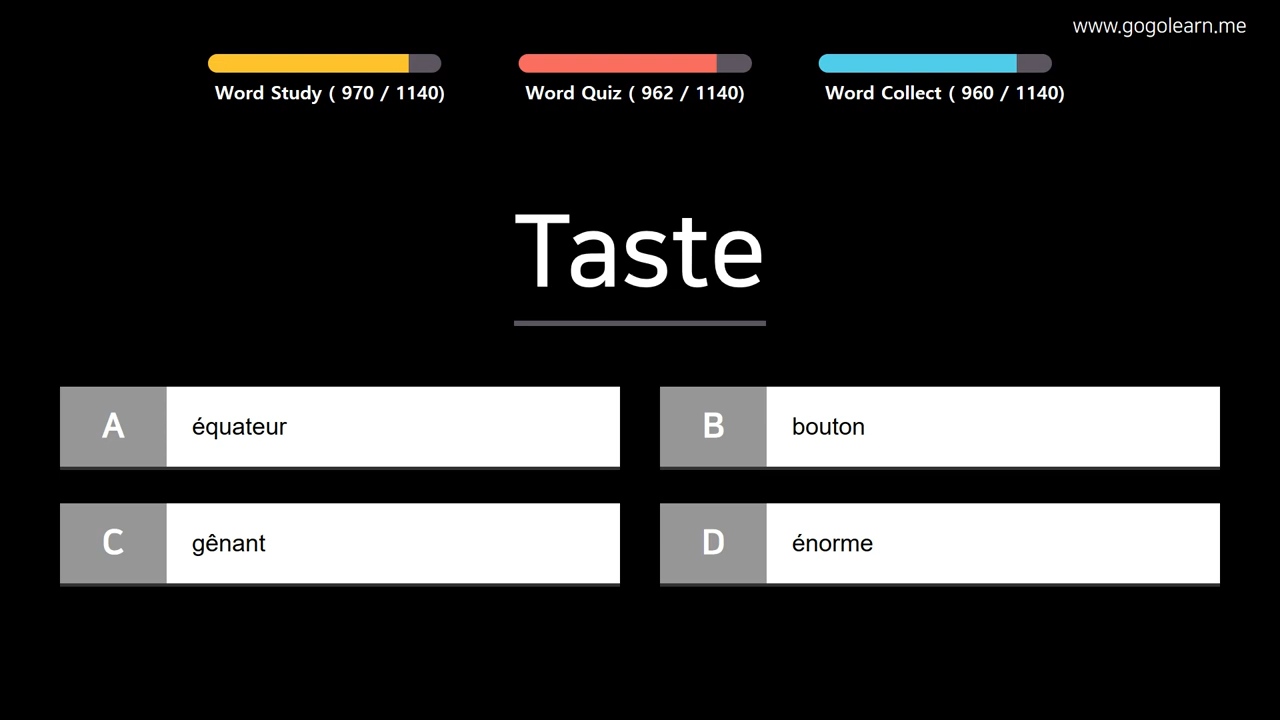 www.gogolearn.me
Word Study ( 970 / 1140)
Word Quiz ( 962 / 1140)
Word Collect ( 960 / 1140)
Taste
A équateur
B bouton
C gênant
D énorme